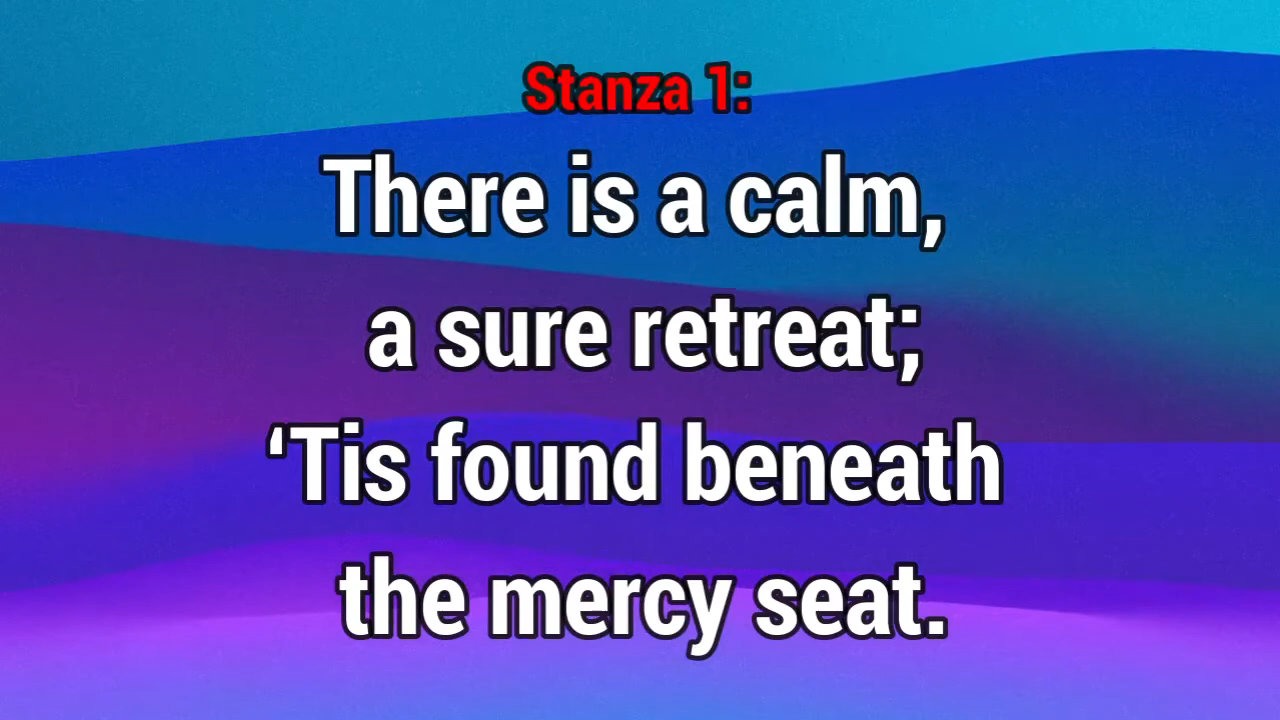 Stanza 1:
There is a calm,
a sure retreat;
‘Tis found beneath
the mercy seat.